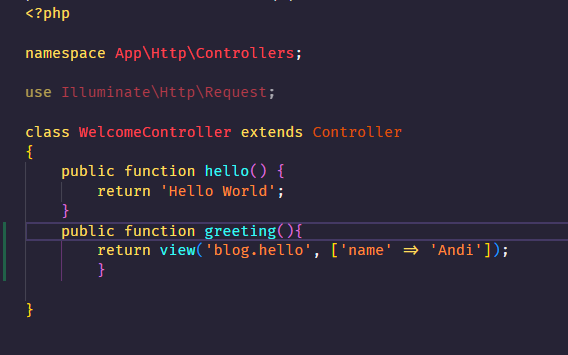 <?php
namespace App\Http\Controllers;
use Illuminate\Http\Request;
class WelcomeController extends Controller
{
    public function hello() {
        return 'Hello World';
    }
    public function greeting(){
        return view('blog.hello', ['name' => 'Andi']);
        }
}